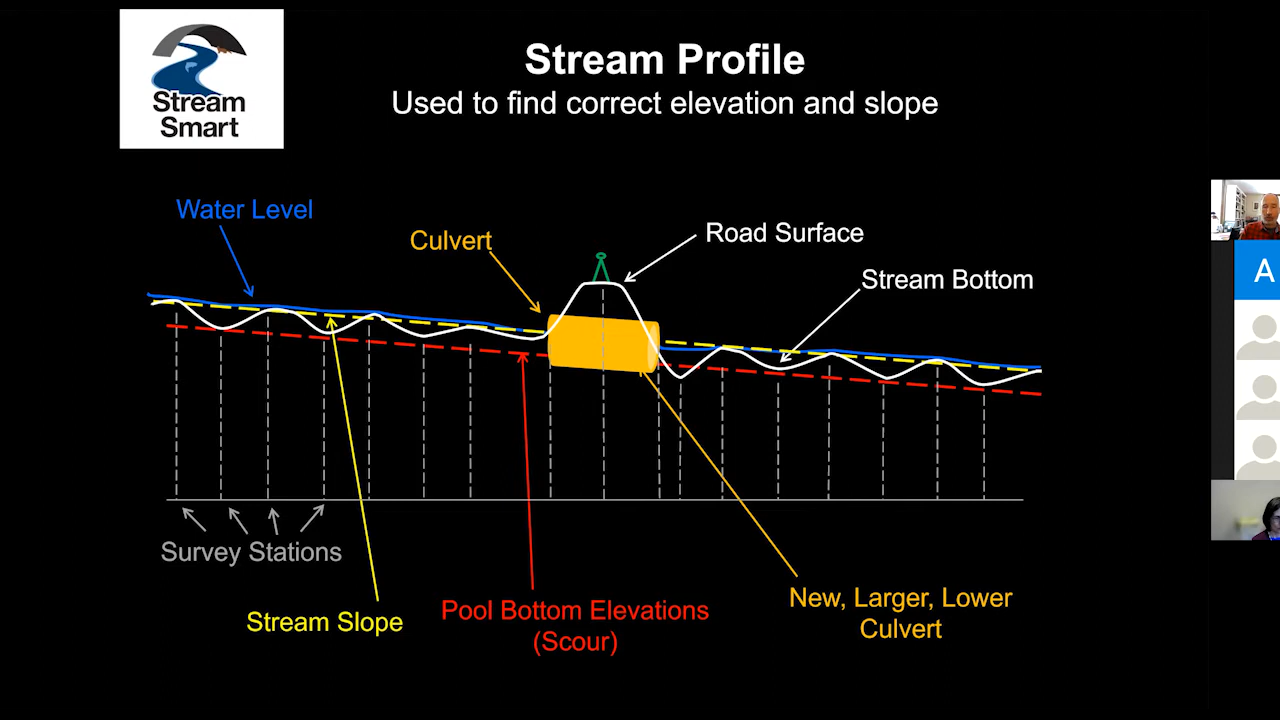 Stream
Smart
Stream Profile
Used to find correct elevation and slope
Water Level
Culvert
Road Surface
Stream Bottom
A
Survey Stations
Stream Slope
Pool Bottom Elevations
(Scour)
New, Larger, Lower
Culvert